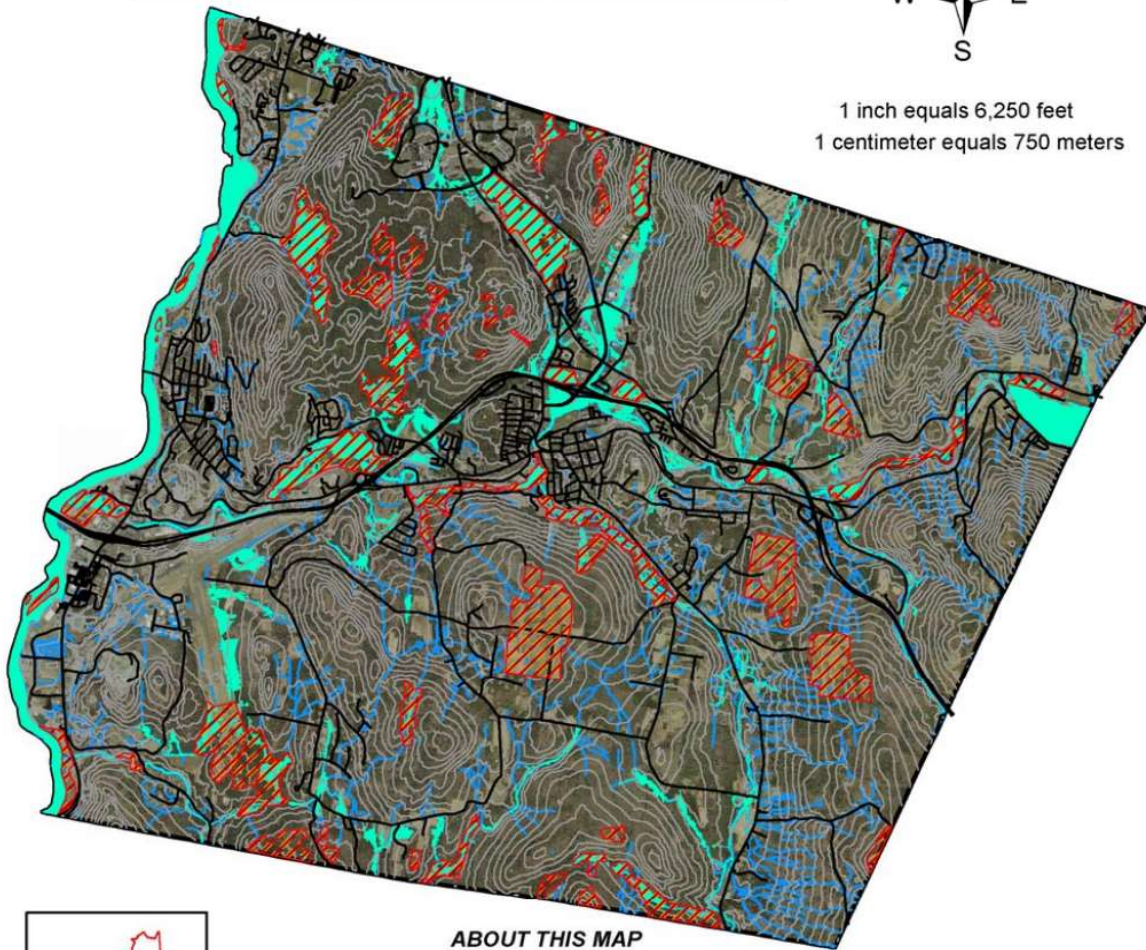 W E
S
1 inch equals 6,250 feet
1 centimeter equals 750 meters
ABOUT THIS MAP